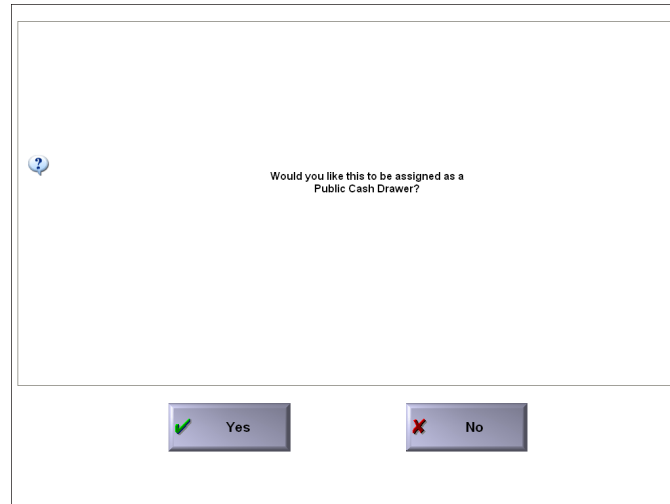 Would you like this to be assigned as a
Public Cash Drawer?
Yes
No